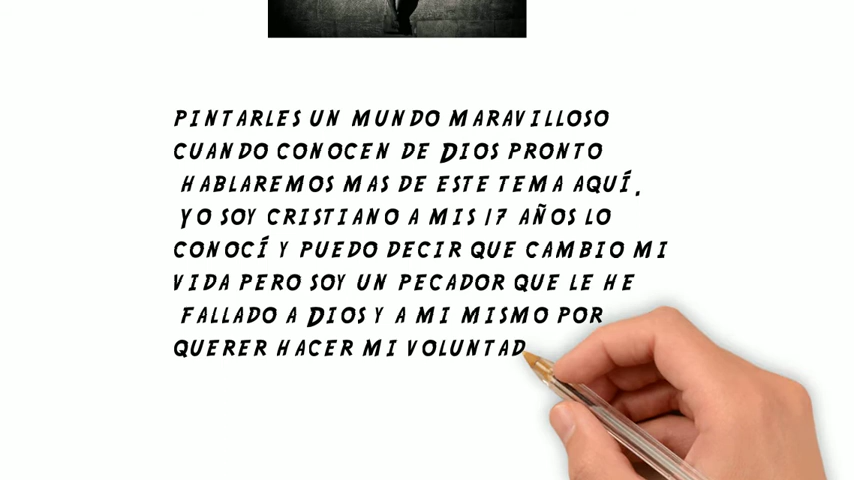 PINTARLES UN MUNDO MARAVILLOSO
CUANDO CONOCEN DE DIOS PRONTO
HABLAREMOS MAS DE ESTE TEMA AQUÍ,
YO SOY CRISTIANO A MIS 17 AÑOS LO
CONOCÍ Y PUEDO DECIR QUE CAMBIO MI
VIDA PERO SOY UN PECADOR QUE LE HE
FALLADO A DIOS Y A MI MISMO POR
QUERER HACER MI VOLUNTAD